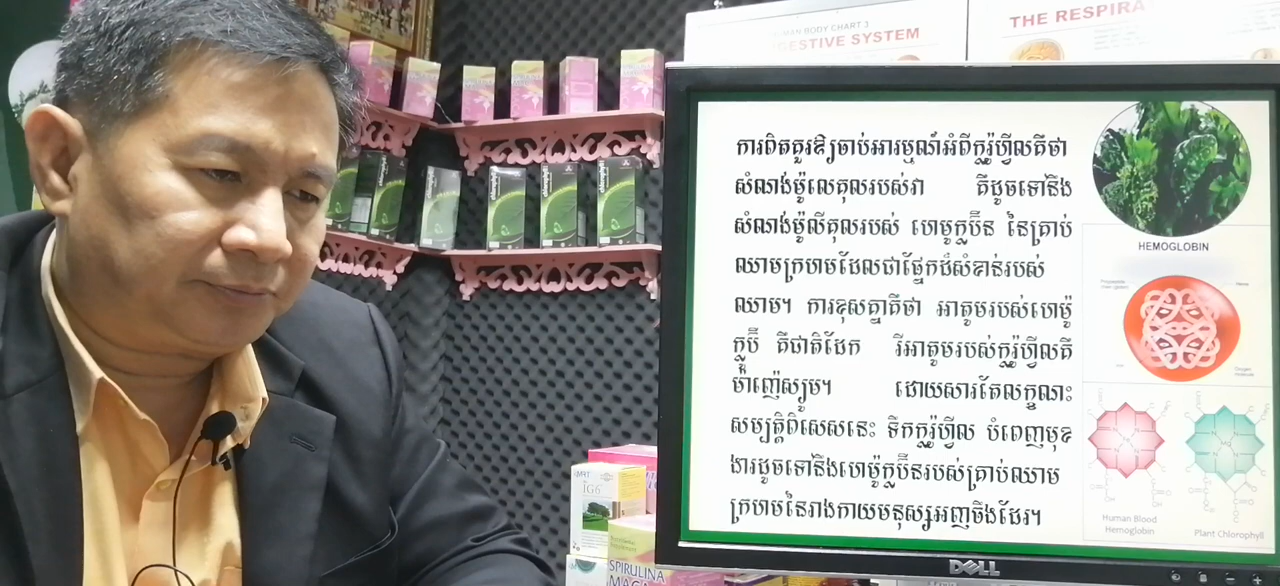 HUMAN BODY CHART 3
DIGESTIVE SYSTEM
THE RESPIRA
ការពិតគួរឱ្យចាប់អារម្មណ៍អំពីក្លរ៉ូហ្វីលគឺថា
សំណង់ម៉ូលេគុលរបស់វា គឺដូចទៅនឹង
សំណង់ម៉ូលីគុលរបស់ ហេមូក្លប៊ីន នៃគ្រាប់
ឈាមក្រហមដែលជាផ្នែកដ៏សំខាន់របស់
ឈាម។ ការខុសគ្នាគឺថា អាតូមរបស់ហេម៉ូ
ក្លូប៊ី គឺជាតិដែក រីអាតូមរបស់ក្លរ៉ូហ្វីលគឺ
ម៉ាញ៉េស្យូម។ ដោយសារតែលក្ខណះ
សម្បត្តិពិសេសនេះ ទឹកក្លរ៉ូហ្វីល បំពេញមុខ
ងារដូចទៅនឹងហេម៉ូក្លប៊ីនរបស់គ្រាប់ឈាម
ក្រហមនៃរាងកាយមនុស្សអញ្ចឹងដែរ។
HEMOGLOBIN
Heme
Human Blood
Hemoglobin
Plant Chlorophyll
DELL
MRT
IG6
SPIRULINA